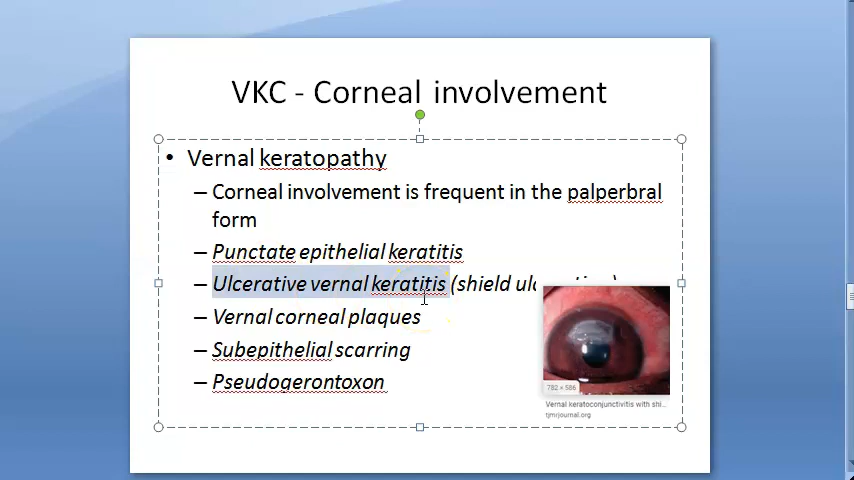 VKC - Corneal involvement
• Vernal keratopathy
– Corneal involvement is frequent in the palperbral
form
– Punctate epithelial keratitis
– Ulcerative vernal keratitis (shield
– Vernal corneal plaques
– Subepithelial scarring
– Pseudogerontoxon
782 × 586
Vernal keratoconjunctivitis with shi...
tjmrjournal.org